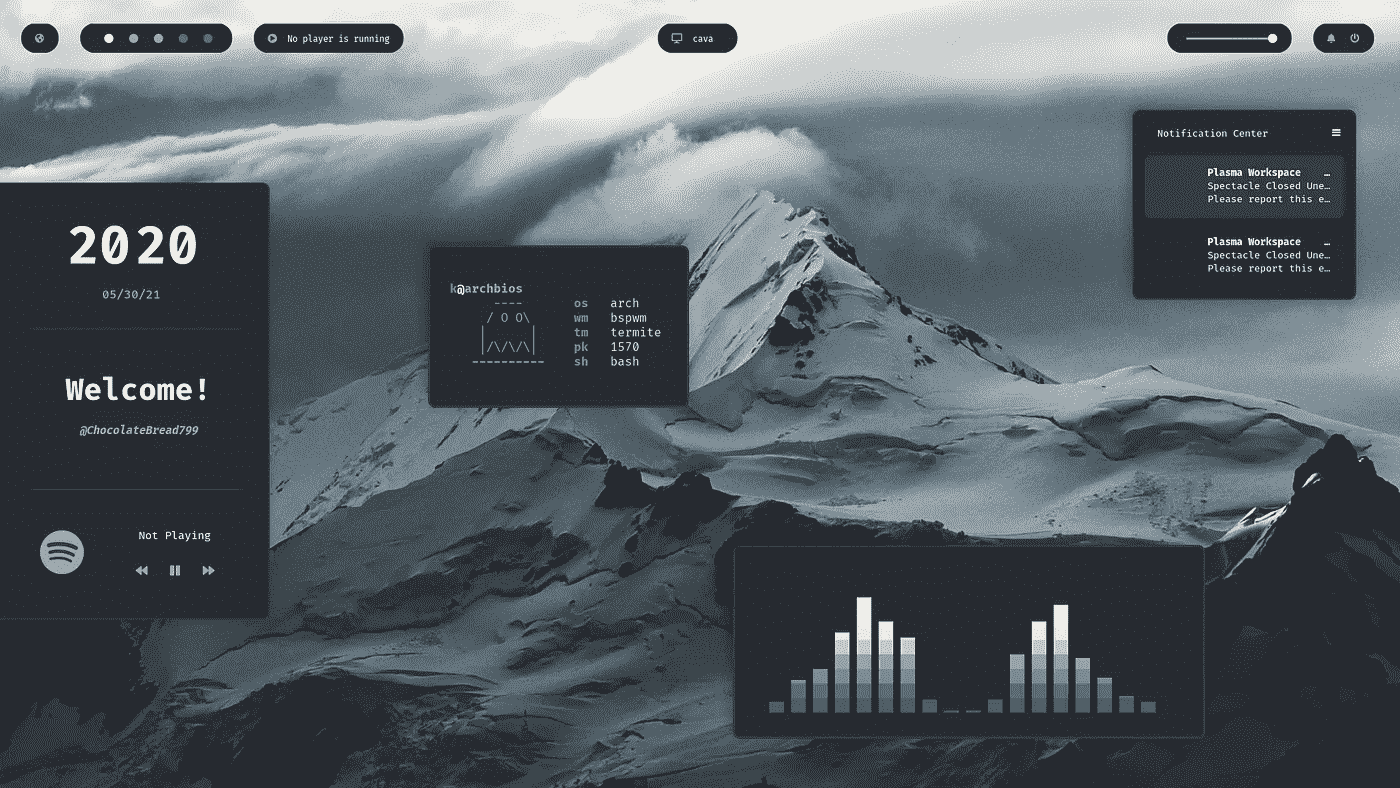 No player is running
cava
Notification Center
Plasma Workspace …
Spectacle Closed Une…
Please report this e…
Plasma Workspace …
Spectacle Closed Une…
Please report this e…
2020
05/30/21
Welcome!
@ChocolateBread799
Not Playing
k@archbios
os arch
wm bspwm
tm termite
pk 1570
sh bash